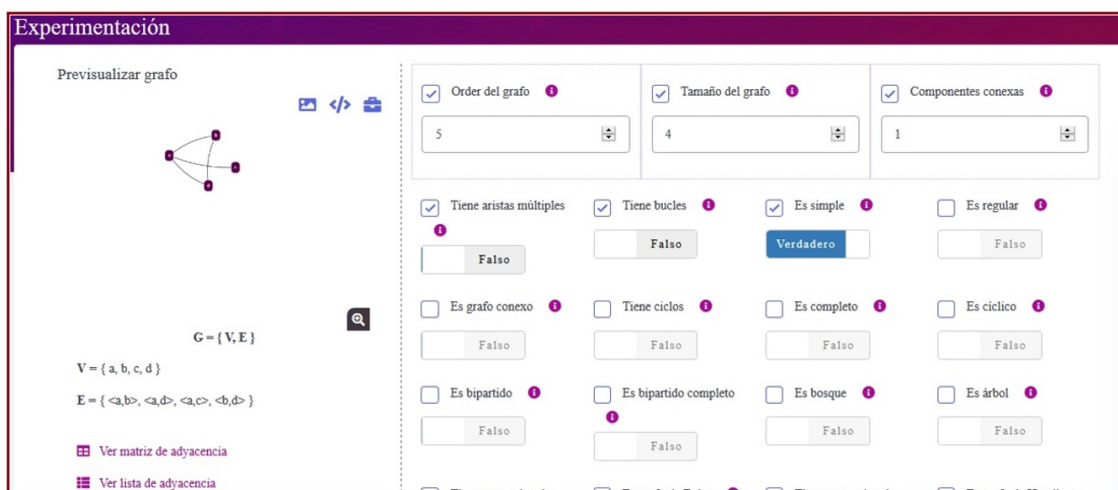 Experimentación
Previsualizar grafo
G = { V, E }
V = { a, b, c, d }
E = { <a,b>, <a,d>, <a,c>, <b,d> }
Ver matriz de adyacencia
Ver lista de adyacencia
Order del grafo
Tamaño del grafo
Componentes conexas
5
4
1
Tiene aristas múltiples
Tiene bucles
Es simple
Es regular
Falso
Falso
Verdadero
Falso
Es grafo conexo
Tiene ciclos
Es completo
Es cíclico
Falso
Falso
Falso
Falso
Es bipartido
Es bipartido completo
Es bosque
Es árbol
Falso
Falso
Falso
Falso